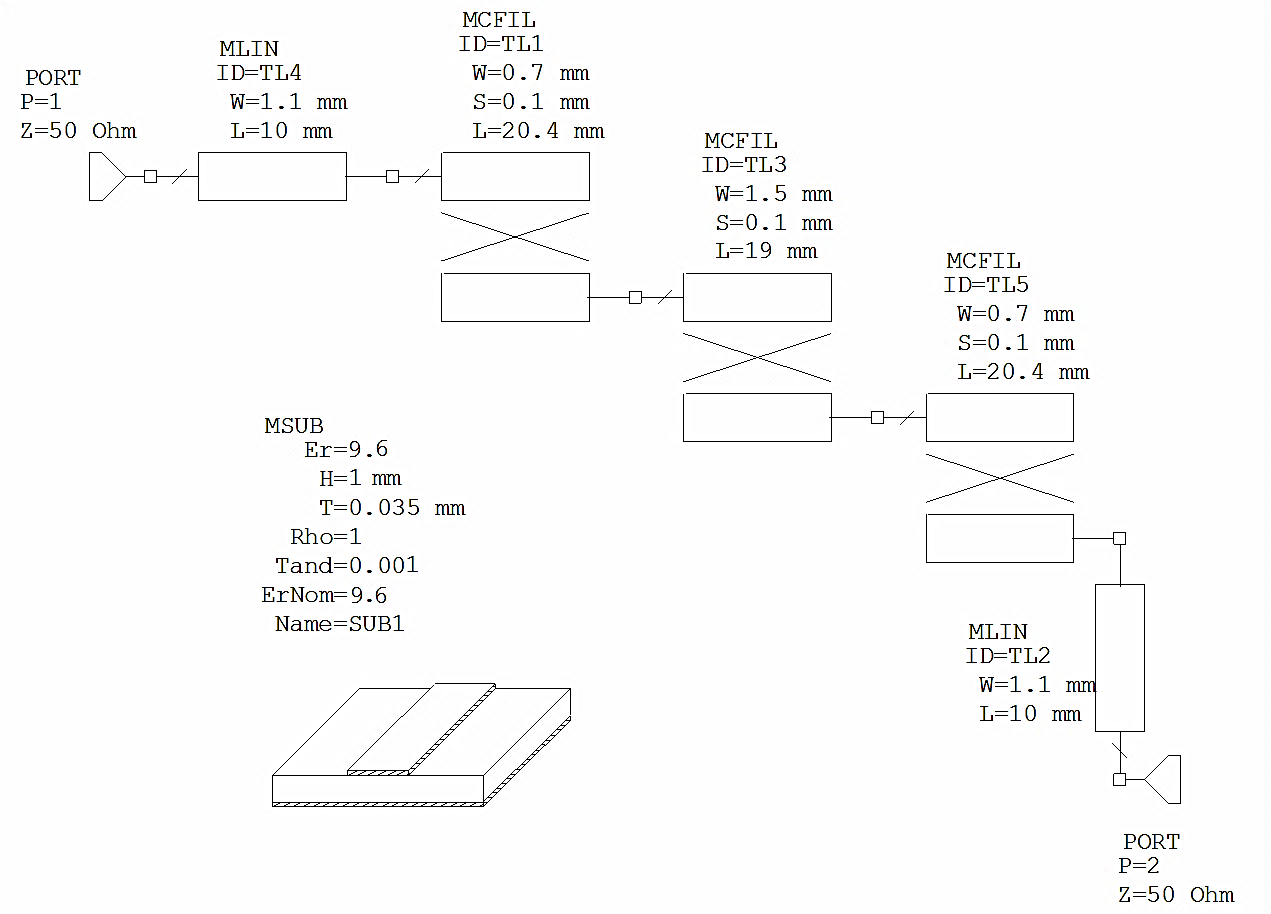 MCFIL
ID=TL1
W=0.7 mm
S=0.1 mm
L=20.4 mm
MLIN
ID=TL4
W=1.1 mm
L=10 mm
PORT
P=1
Z=50 Ohm
MCFIL
ID=TL3
W=1.5 mm
S=0.1 mm
L=19 mm
MCFIL
ID=TL5
W=0.7 mm
S=0.1 mm
L=20.4 mm
MSUB
Er=9.6
H=1 mm
T=0.035 mm
Rho=1
Tand=0.001
ErNom=9.6
Name=SUB1
MLIN
ID=TL2
W=1.1 mm
L=10 mm
PORT
P=2
Z=50 Ohm